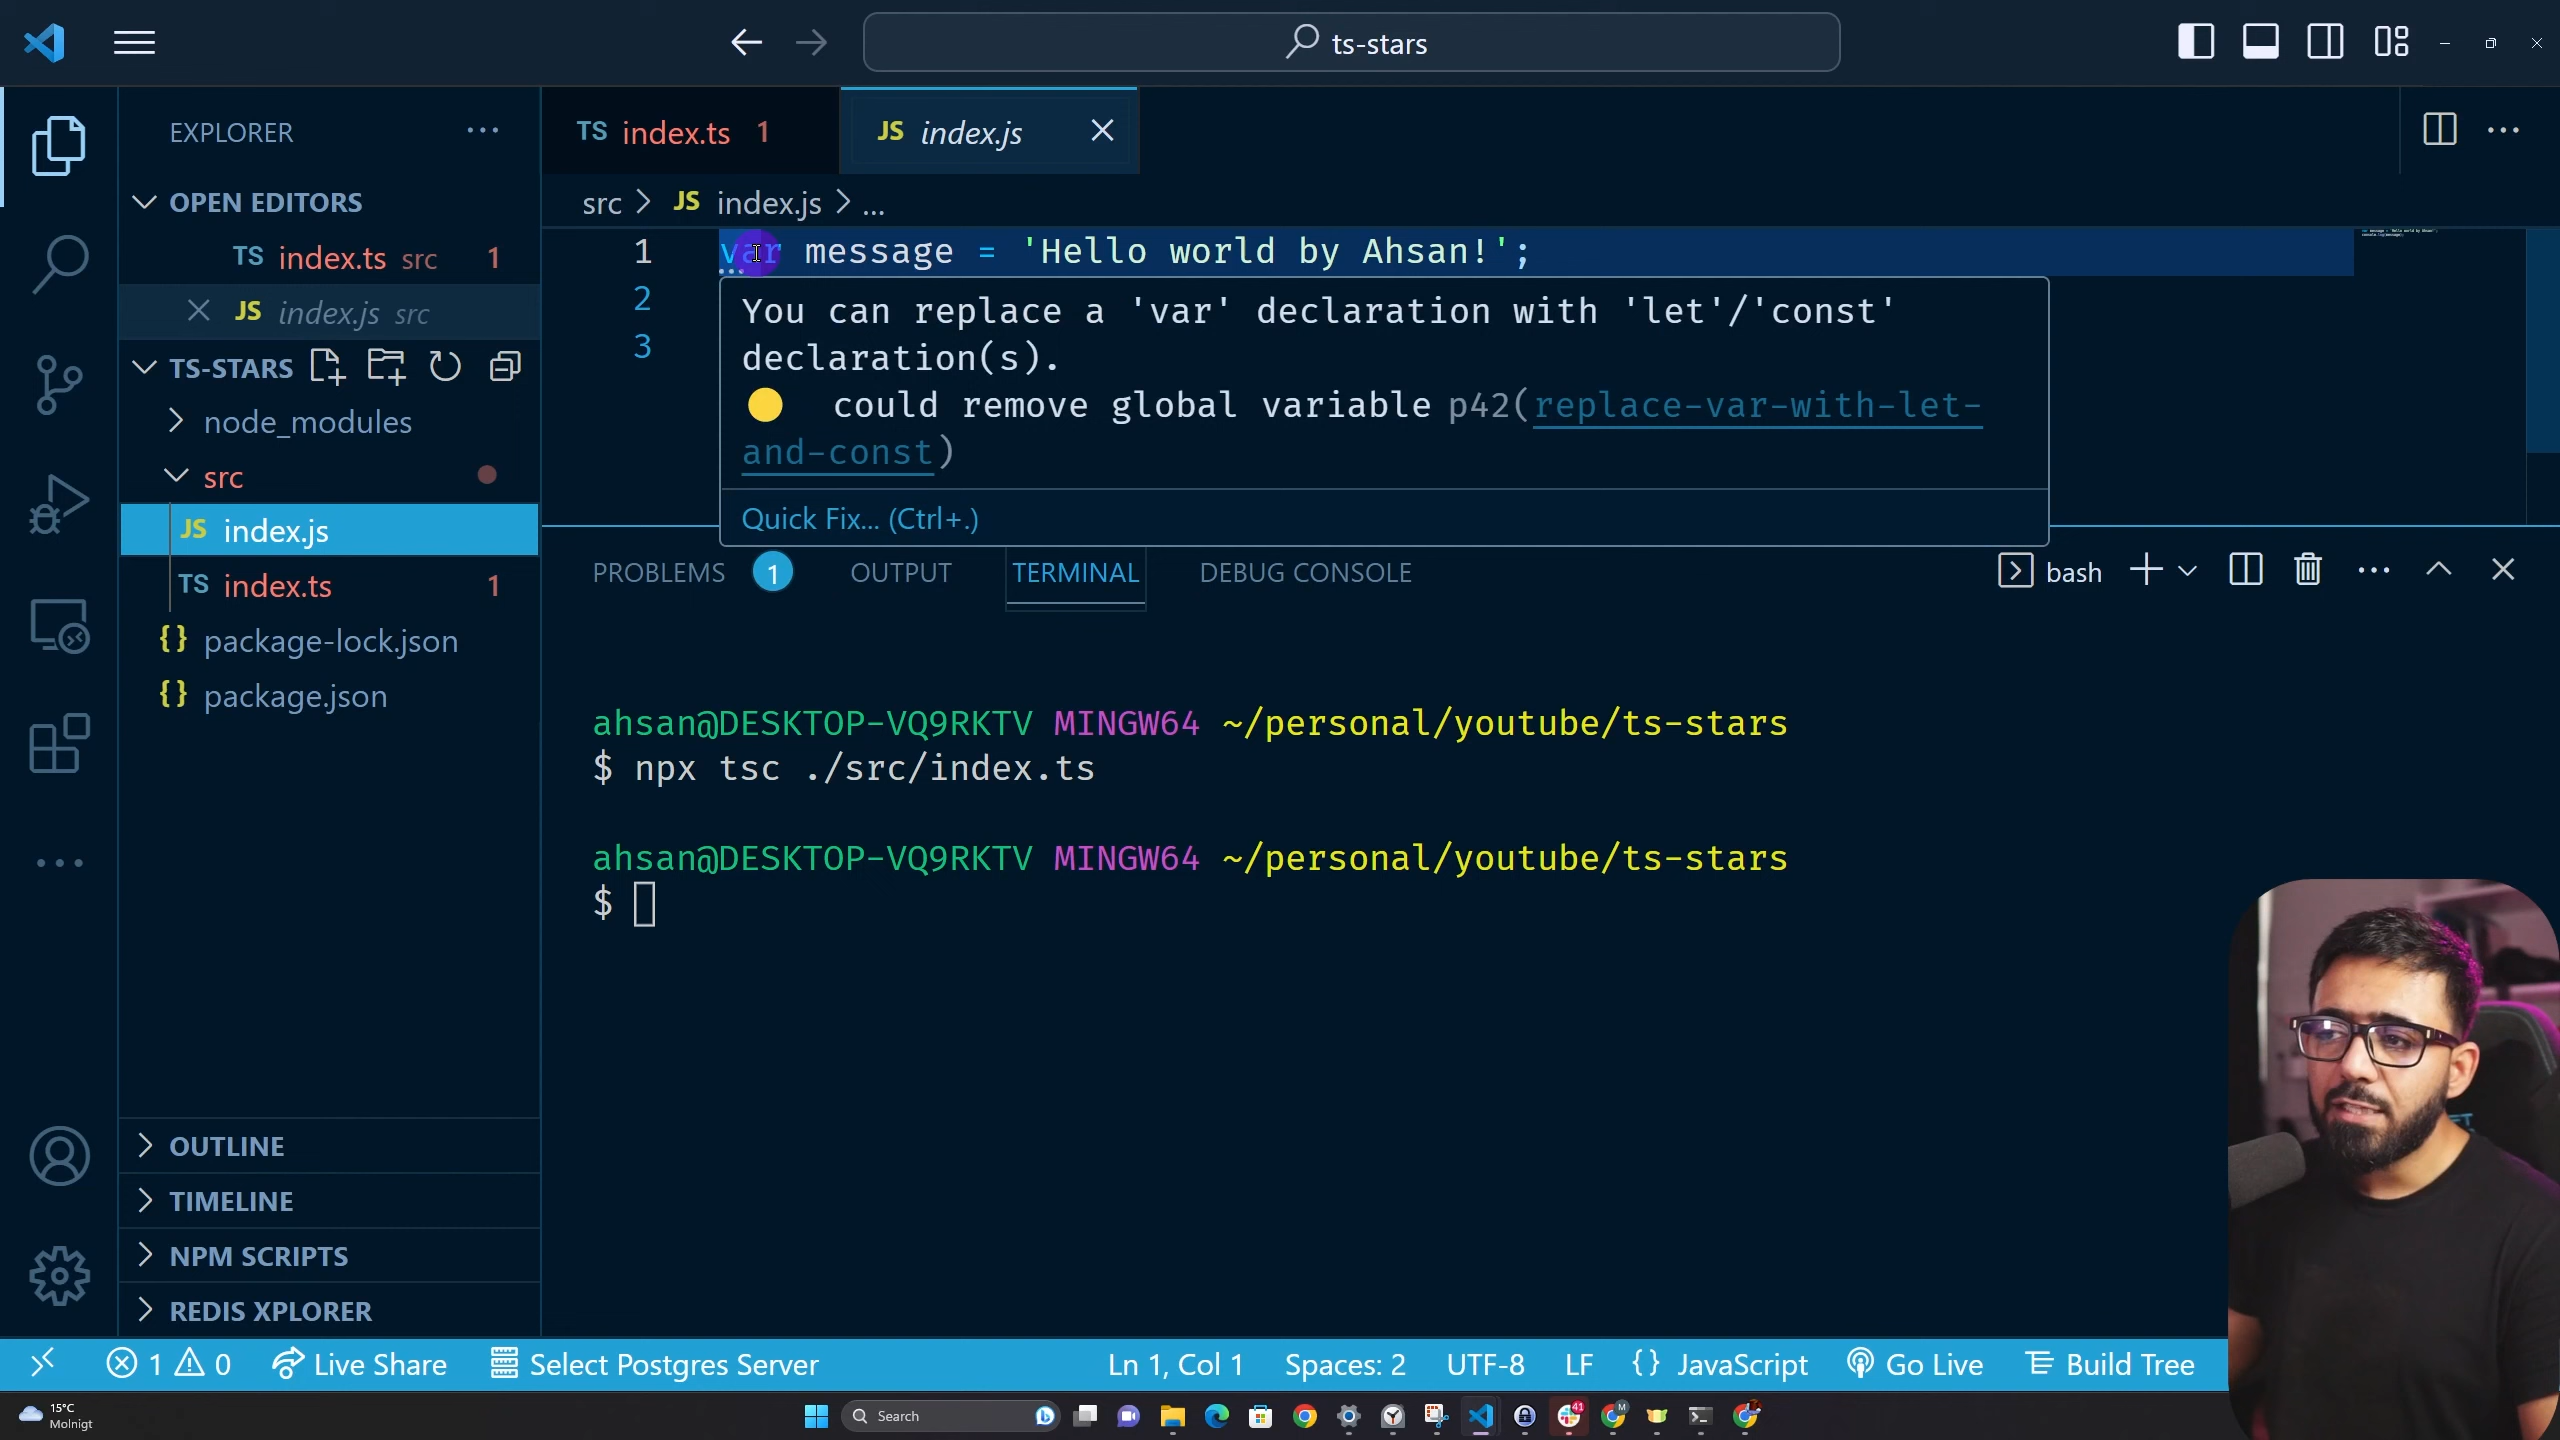 ts-stars
EXPLORER
OPEN EDITORS
TS index.ts src 1
JS index.js src
TS-STARS
node_modules
src
JS index.js
TS index.ts 1
{} package-lock.json
{} package.json
OUTLINE
TIMELINE
NPM SCRIPTS
REDIS XPLORER
TS index.ts 1
JS index.js
src > JS index.js > ...
1 var message = 'Hello world by Ahsan!';
2
3
You can replace a 'var' declaration with 'let'/'const'
declaration(s).
could remove global variable p42(replace-var-with-let-
and-const)
Quick Fix... (Ctrl+.)
PROBLEMS 1 OUTPUT TERMINAL DEBUG CONSOLE
bash
ahsan@DESKTOP-VQ9RKTV MINGW64 ~/personal/youtube/ts-stars
$ npx tsc ./src/index.ts
ahsan@DESKTOP-VQ9RKTV MINGW64 ~/personal/youtube/ts-stars
$
1 0 Live Share Select Postgres Server Ln 1, Col 1 Spaces: 2 UTF-8 LF {} JavaScript Go Live Build Tree
15°C
Molnigt
Search
41
M